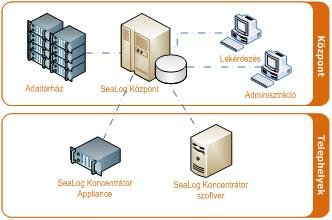 Központ
Lekérdezés
Adattárház
SeaLog Központ
Adminisztráció
Telephelyek
SeaLog Koncentrátor
Appliance
SeaLog Koncentrátor
szoftver